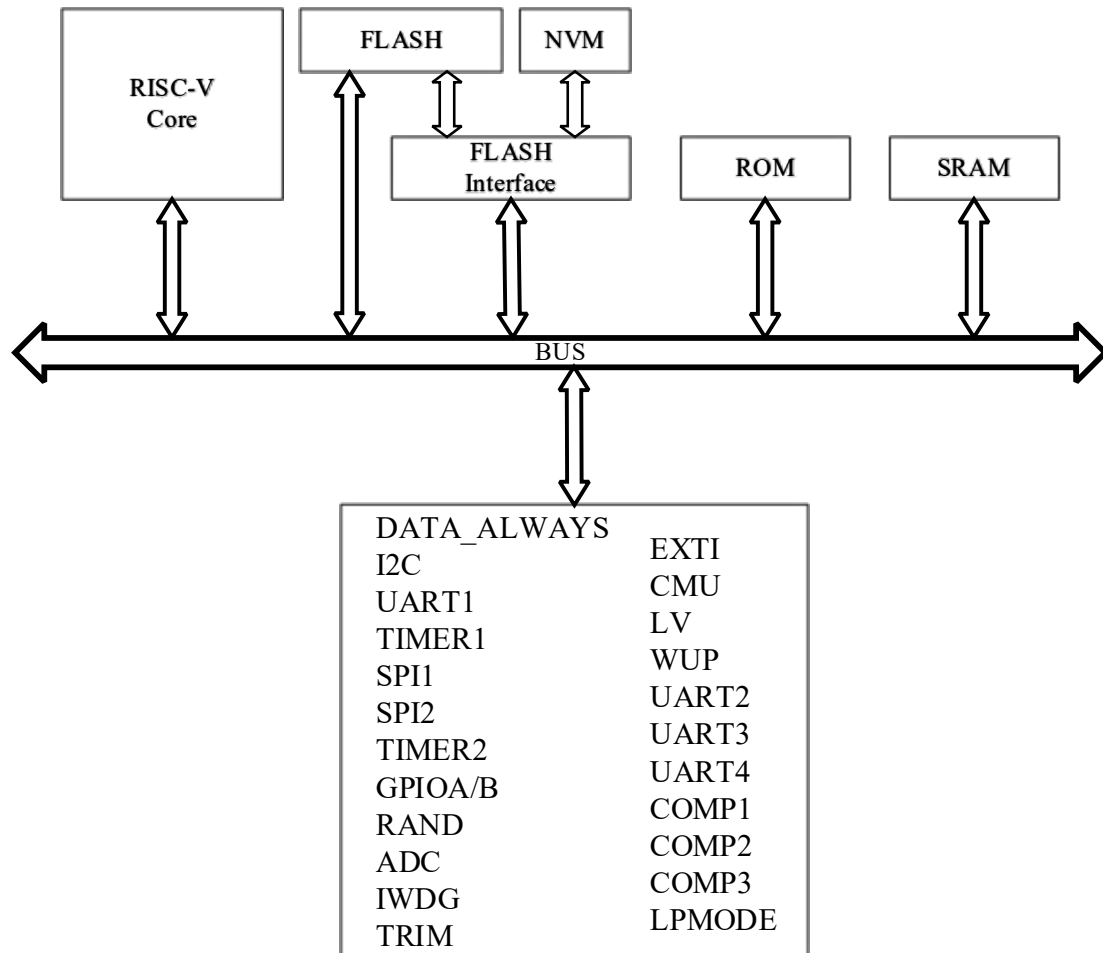 RISC-V
Core
FLASH
NVM
FLASH
Interface
ROM
SRAM
BUS
DATA_ALWAYS
I2C
UART1
TIMER1
SPI1
SPI2
TIMER2
GPIOA/B
RAND
ADC
IWDG
TRIM
EXTI
CMU
LV
WUP
UART2
UART3
UART4
COMP1
COMP2
COMP3
LPMODE